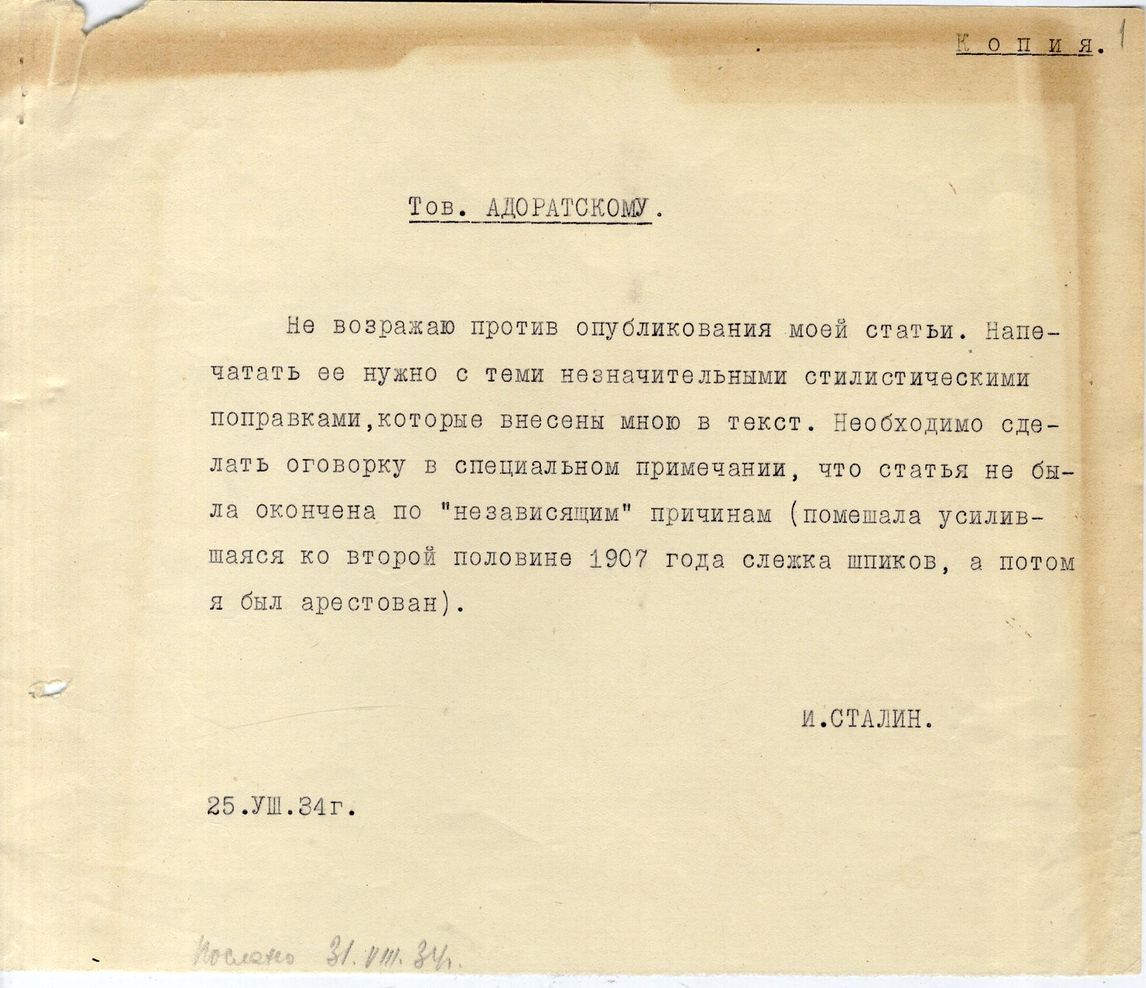 К о п и я. 1
Тов. АДОРАТСКОМУ.
Не возражаю против опубликования моей статьи. Напе-
чатать ее нужно с теми незначительными стилистическими
поправками,которые внесены мною в текст. Необходимо сде-
лать оговорку в специальном примечании, что статья не бы-
ла окончена по "независящим" причинам (помешала усилив-
шаяся ко второй половине 1907 года слежка шпиков, а потом
я был арестован).
И.СТАЛИН.
25.УШ.34г.
Послано 31.VIII.34г.